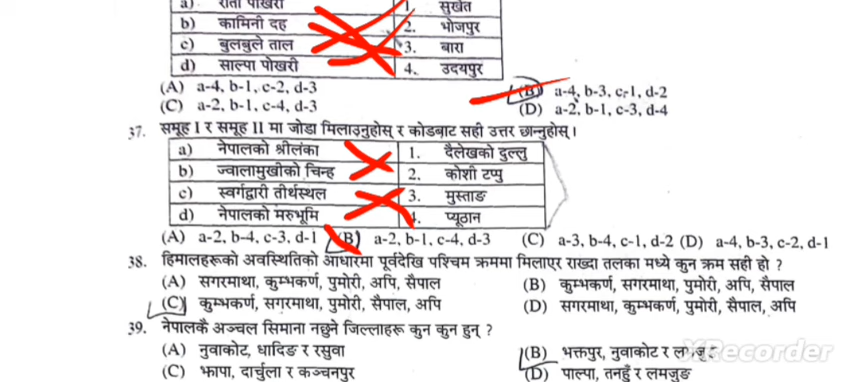 a) राता पोखरी 1. सुर्खेत
b) कामिनी दह 2. भोजपुर
c) बुलबुले ताल 3. बारा
d) साल्पा पोखरी 4. उदयपुर
(A) a-4, b-1, c-2, d-3 (B) a-4, b-3, c-1, d-2
(C) a-2, b-1, c-4, d-3 (D) a-2, b-1, c-3, d-4
37. समूह I र समूह II मा जोडा मिलाउनुहोस् र कोडबाट सही उत्तर छान्नुहोस् ।
a) नेपालको श्रीलंका 1. दैलेखको दुल्लु
b) ज्वालामुखीको चिन्ह 2. कोशी टप्पु
c) स्वर्गद्वारी तीर्थस्थल 3. मुस्ताङ
d) नेपालको मरुभूमि 4. प्यूठान
(A) a-2, b-4, c-3, d-1 (B) a-2, b-1, c-4, d-3 (C) a-3, b-4, c-1, d-2 (D) a-4, b-3, c-2, d-1
38. हिमालहरूको अवस्थितिको आधारमा पूर्वदेखि पश्चिम क्रममा मिलाएर राख्दा तलका मध्ये कुन क्रम सही हो ?
(A) सगरमाथा, कुम्भकर्ण, पुमोरी, अपि, सैपाल (B) कुम्भकर्ण, सगरमाथा, पुमोरी, अपि, सैपाल
(C) कुम्भकर्ण, सगरमाथा, पुमोरी, सैपाल, अपि (D) सगरमाथा, कुम्भकर्ण, पुमोरी, सैपाल, अपि
39. नेपालकै अञ्चल सिमाना नछुने जिल्लाहरू कुन कुन हुन् ?
(A) नुवाकोट, धादिङ र रसुवा (B) भक्तपुर, नुवाकोट र लमजुङ
(C) झापा, दार्चुला र कञ्चनपुर (D) पाल्पा, तनहुँ र लमजुङ
XRecorder